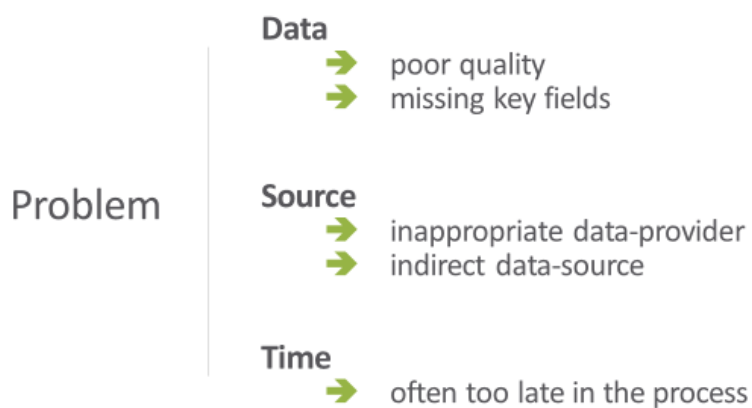 Data
poor quality
missing key fields
Problem
Source
inappropriate data-provider
indirect data-source
Time
often too late in the process